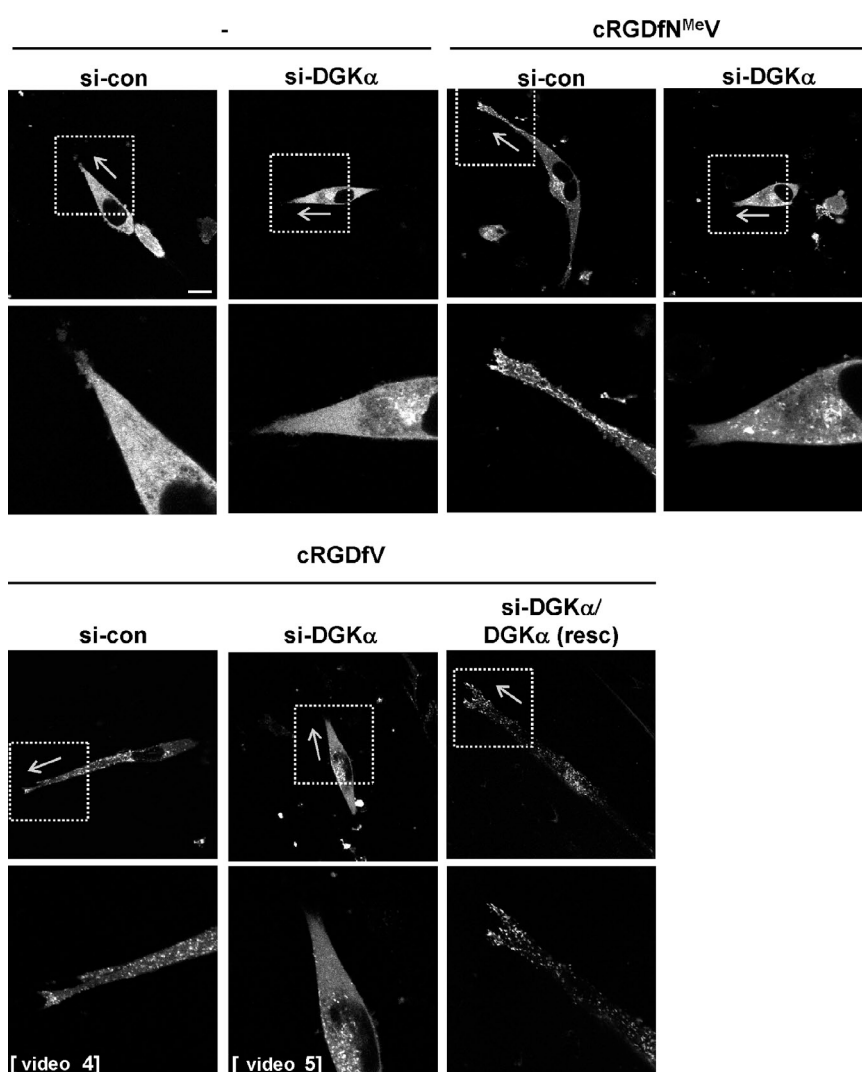 -
cRGDfN^MeV
si-con
si-DGKα
si-con
si-DGKα
cRGDfV
si-con
si-DGKα
si-DGKα/
DGKα (resc)
[ video 4]
[ video 5]